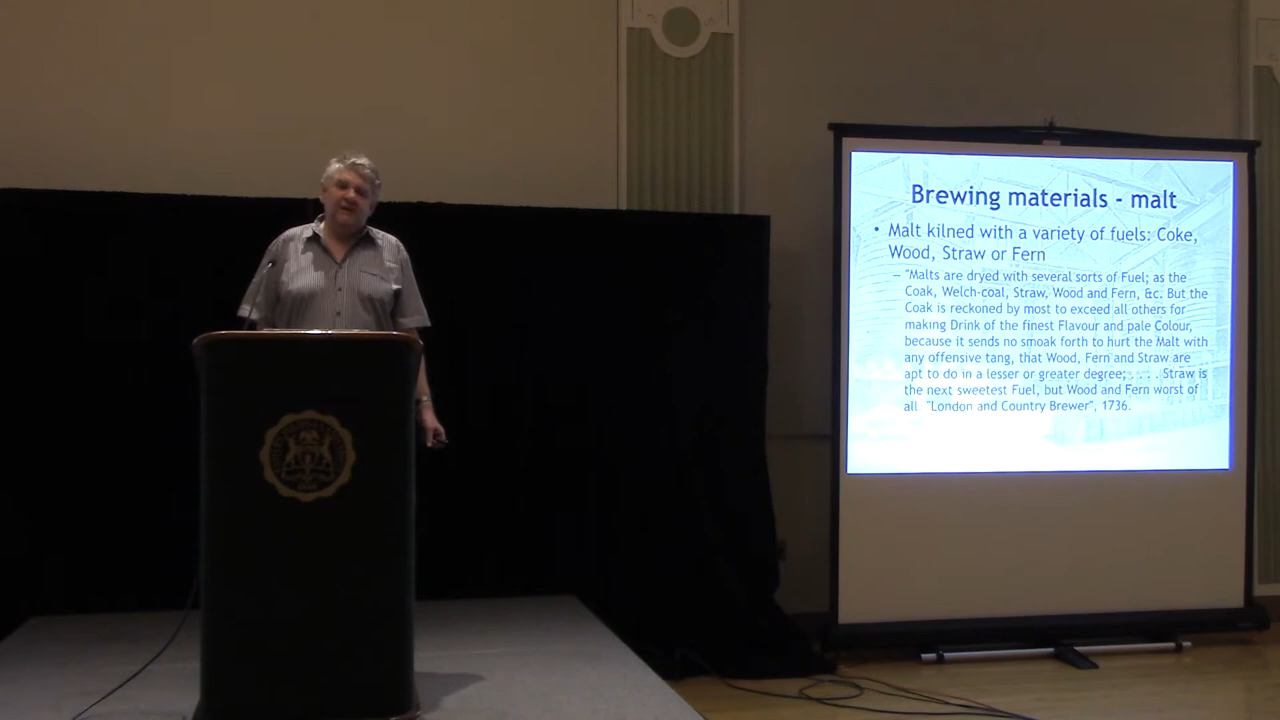 Brewing materials - malt
• Malt kilned with a variety of fuels: Coke,
Wood, Straw or Fern
– "Malts are dryed with several sorts of Fuel; as the
Coak, Welch-coal, Straw, Wood and Fern, &c. But the
Coak is reckoned by most to exceed all others for
making Drink of the finest Flavour and pale Colour,
because it sends no smoak forth to hurt the Malt with
any offensive tang, that Wood, Fern and Straw are
apt to do in a lesser or greater degree; . . . . Straw is
the next sweetest Fuel, but Wood and Fern worst of
all "London and Country Brewer", 1736.